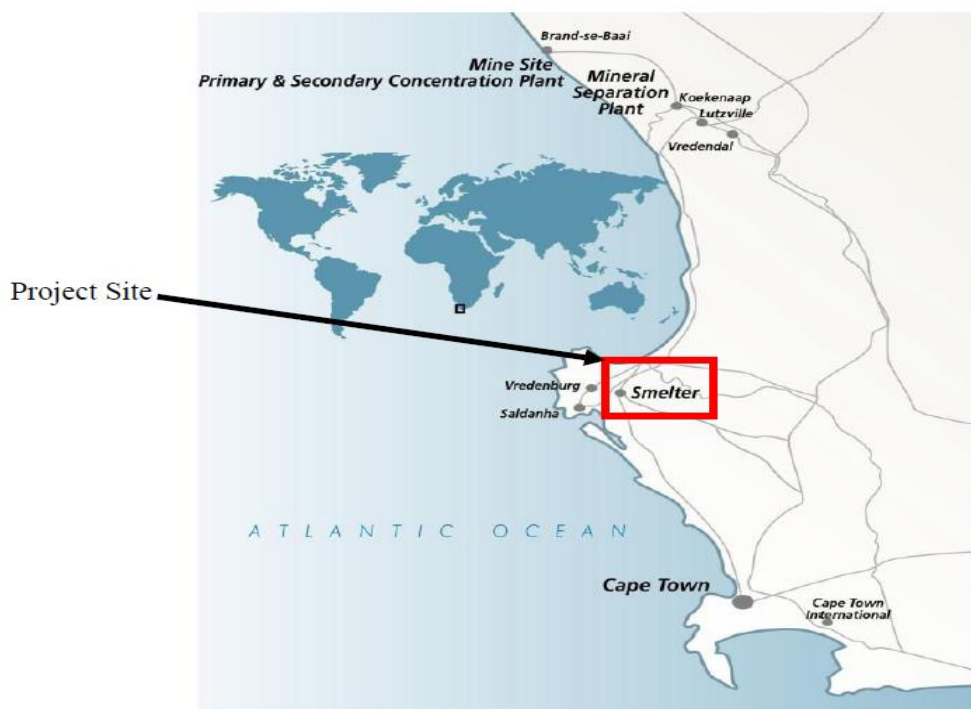 Brand-se-Baai
Mine Site
Primary & Secondary Concentration Plant
Mineral
Separation
Plant
Koekenaap
Lutzville
Vredendal
Project Site
Vredenburg
Smelter
Saldanha
ATLANTIC OCEAN
Cape Town
Cape Town
International